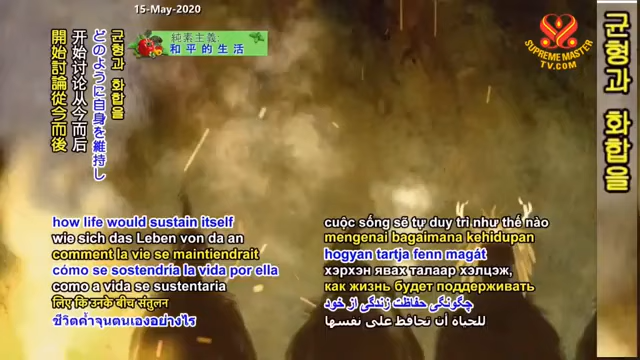 15-May-2020
純素主義:
和平的生活
SUPREME MASTER
TV.COM
균형과 화합을
균형과 화합을
どのように自身を維持し
开始讨论从今而后
開始討論從今而後
how life would sustain itself
wie sich das Leben von da an
comment la vie se maintiendrait
cómo se sostendría la vida por ella
como a vida se sustentaria
लिए कि उनके बीच संतुलन
ชีวิตค้ำจุนตนเองอย่างไร
cuộc sống sẽ tự duy trì như thế nào
mengenai bagaimana kehidupan
hogyan tartja fenn magát
хэрхэн явах талаар хэлцэж,
как жизнь будет поддерживать
چگونگی حفاظت زندگی از خود
للحياة أن تحافظ على نفسها